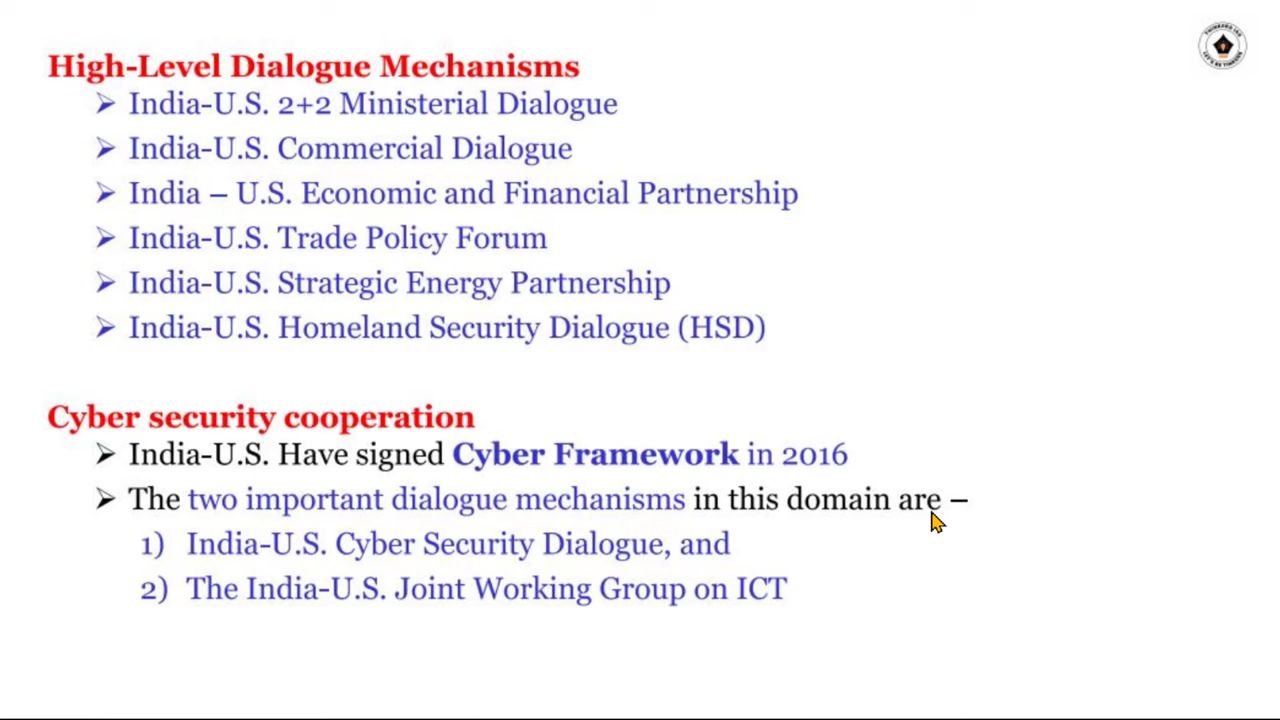 High-Level Dialogue Mechanisms
➢ India-U.S. 2+2 Ministerial Dialogue
➢ India-U.S. Commercial Dialogue
➢ India – U.S. Economic and Financial Partnership
➢ India-U.S. Trade Policy Forum
➢ India-U.S. Strategic Energy Partnership
➢ India-U.S. Homeland Security Dialogue (HSD)
Cyber security cooperation
➢ India-U.S. Have signed Cyber Framework in 2016
➢ The two important dialogue mechanisms in this domain are –
1) India-U.S. Cyber Security Dialogue, and
2) The India-U.S. Joint Working Group on ICT